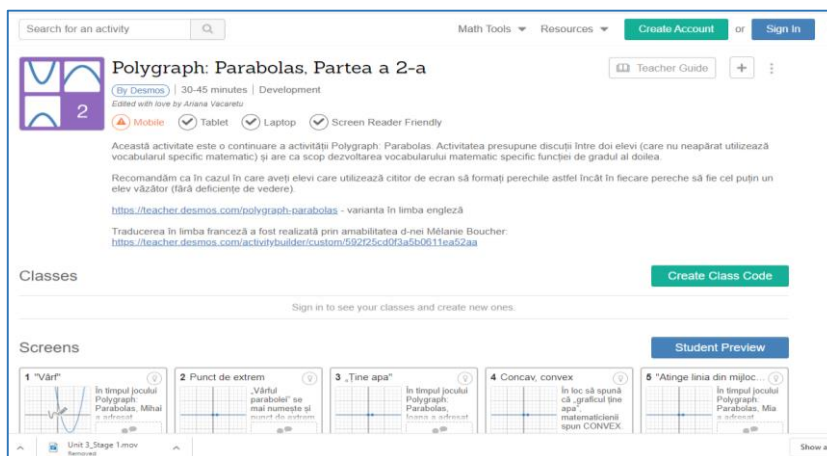 Search for an activity
Math Tools
Resources
Create Account
or
Sign In
2
Polygraph: Parabolas, Partea a 2-a
Teacher Guide
+
By Desmos | 30-45 minutes | Development
Edited with love by Ariana Vacaretu
Mobile
Tablet
Laptop
Screen Reader Friendly
Această activitate este o continuare a activității Polygraph: Parabolas. Activitatea presupune discuții între doi elevi (care nu neapărat utilizează
vocabularul specific matematic) și are ca scop dezvoltarea vocabularului matematic specific funcției de gradul al doilea.
Recomandăm ca în cazul în care aveți elevi care utilizează cititor de ecran să formați perechile astfel încât în fiecare pereche să fie cel puțin un
elev văzător (fără deficiențe de vedere).
https://teacher.desmos.com/polygraph-parabolas - varianta în limba engleză
Traducerea în limba franceză a fost realizată prin amabilitatea d-nei Mélanie Boucher:
https://teacher.desmos.com/activitybuilder/custom/592f25cd0f3a5b0611ea52aa
Classes
Create Class Code
Sign in to see your classes and create new ones.
Screens
Student Preview
1 "Vârf"
În timpul jocului
Polygraph:
Parabolas, Mihai
a adresat
2 Punct de extrem
„Vârful
parabolei" se
mai numește și
punct de extrem
3 „Ține apa"
În timpul jocului
Polygraph:
Parabolas,
Ioana a adresat
4 Concav, convex
În loc să spună
că „graficul ține
apa",
matematicienii
spun CONVEX.
5 "Atinge linia din mijloc...
În timpul jocului
Polygraph:
Parabolas, Mia
a adresat
Unit 3_Stage 1.mov
Removed
Show a